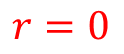 r = 0